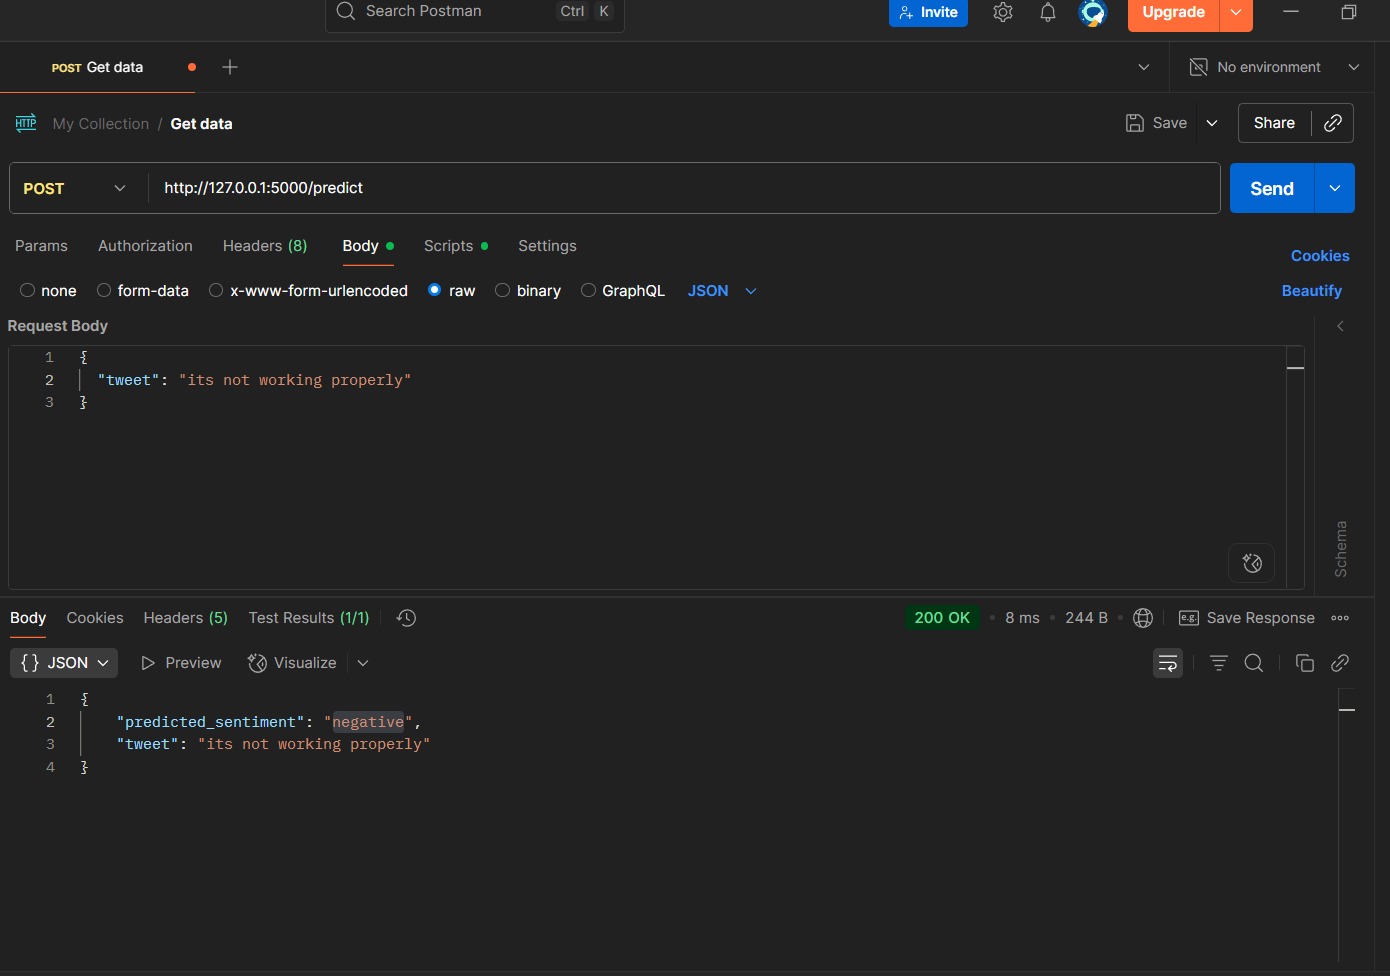 Search Postman Ctrl K Invite Upgrade
POST Get data No environment
HTTP My Collection / Get data Save Share
POST http://127.0.0.1:5000/predict Send
Params Authorization Headers (8) Body Scripts Settings Cookies
none form-data x-www-form-urlencoded raw binary GraphQL JSON Beautify
Request Body
1 {
2 "tweet": "its not working properly"
3 }
Schema
Body Cookies Headers (5) Test Results (1/1) 200 OK • 8 ms • 244 B e.g. Save Response
{} JSON Preview Visualize
1 {
2 "predicted_sentiment": "negative",
3 "tweet": "its not working properly"
4 }